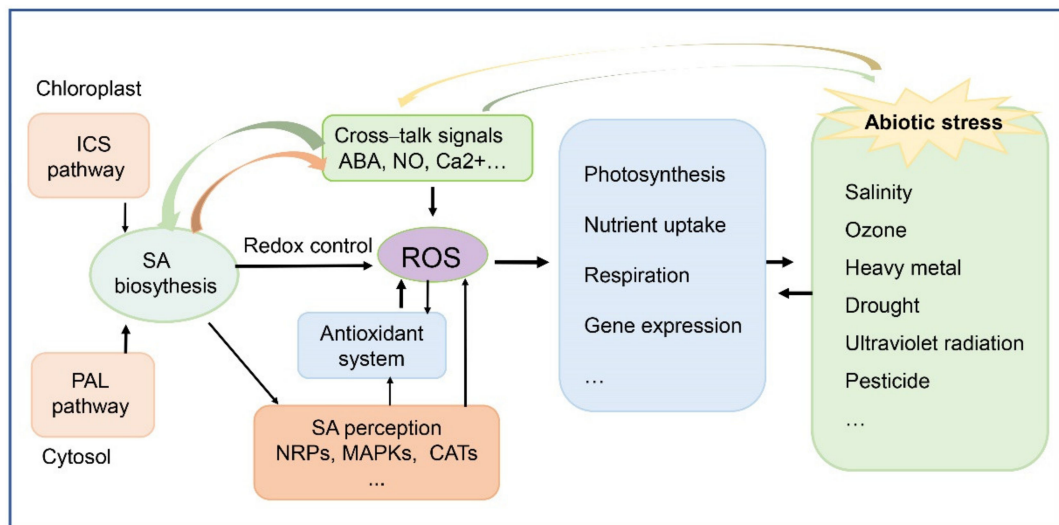 Chloroplast
ICS
pathway
SA
biosythesis
PAL
pathway
Cytosol
Cross–talk signals
ABA, NO, Ca2+...
Redox control
ROS
Antioxidant
system
SA perception
NRPs, MAPKs, CATs
...
Photosynthesis
Nutrient uptake
Respiration
Gene expression
...
Abiotic stress
Salinity
Ozone
Heavy metal
Drought
Ultraviolet radiation
Pesticide
...